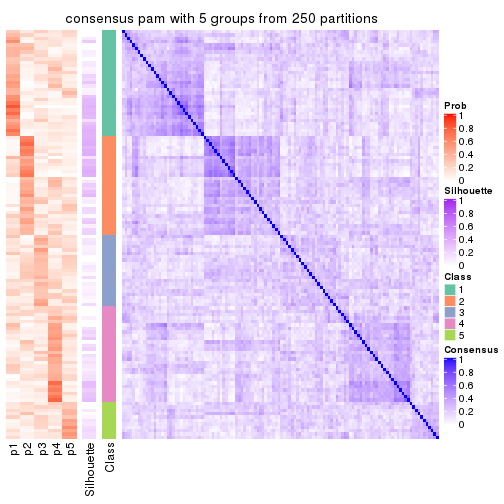 consensus pam with 5 groups from 250 partitions
Prob
1
0.8
0.6
0.4
0.2
0
Silhouette
1
0.8
0.6
0.4
0.2
0
Class
1
2
3
4
5
Consensus
1
0.8
0.6
0.4
0.2
0
p1
p2
p3
p4
p5
Silhouette
Class